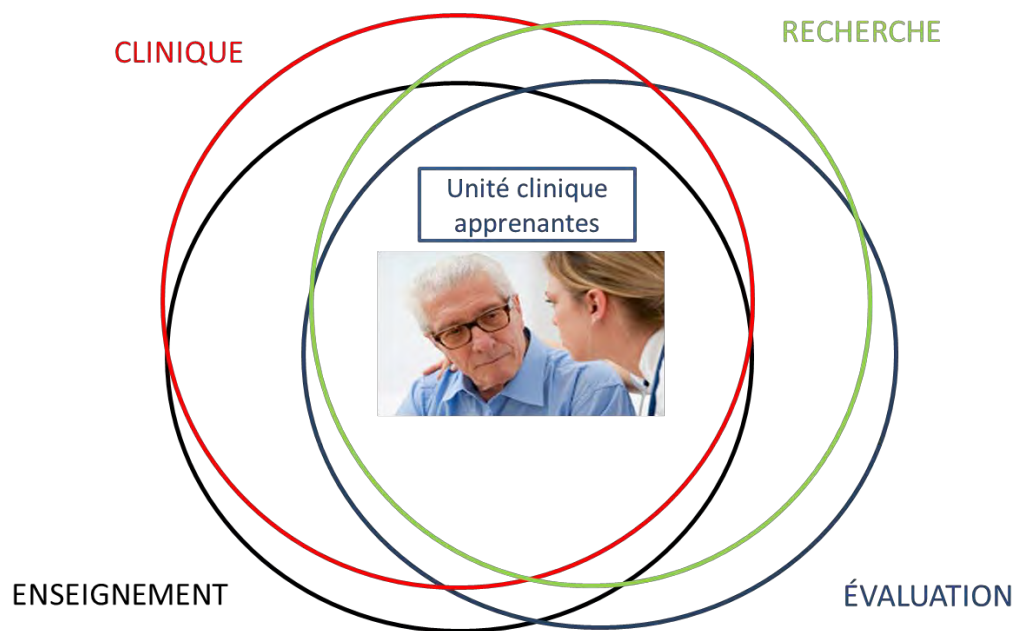 CLINIQUE
RECHERCHE
Unité clinique
apprenantes
ENSEIGNEMENT
ÉVALUATION